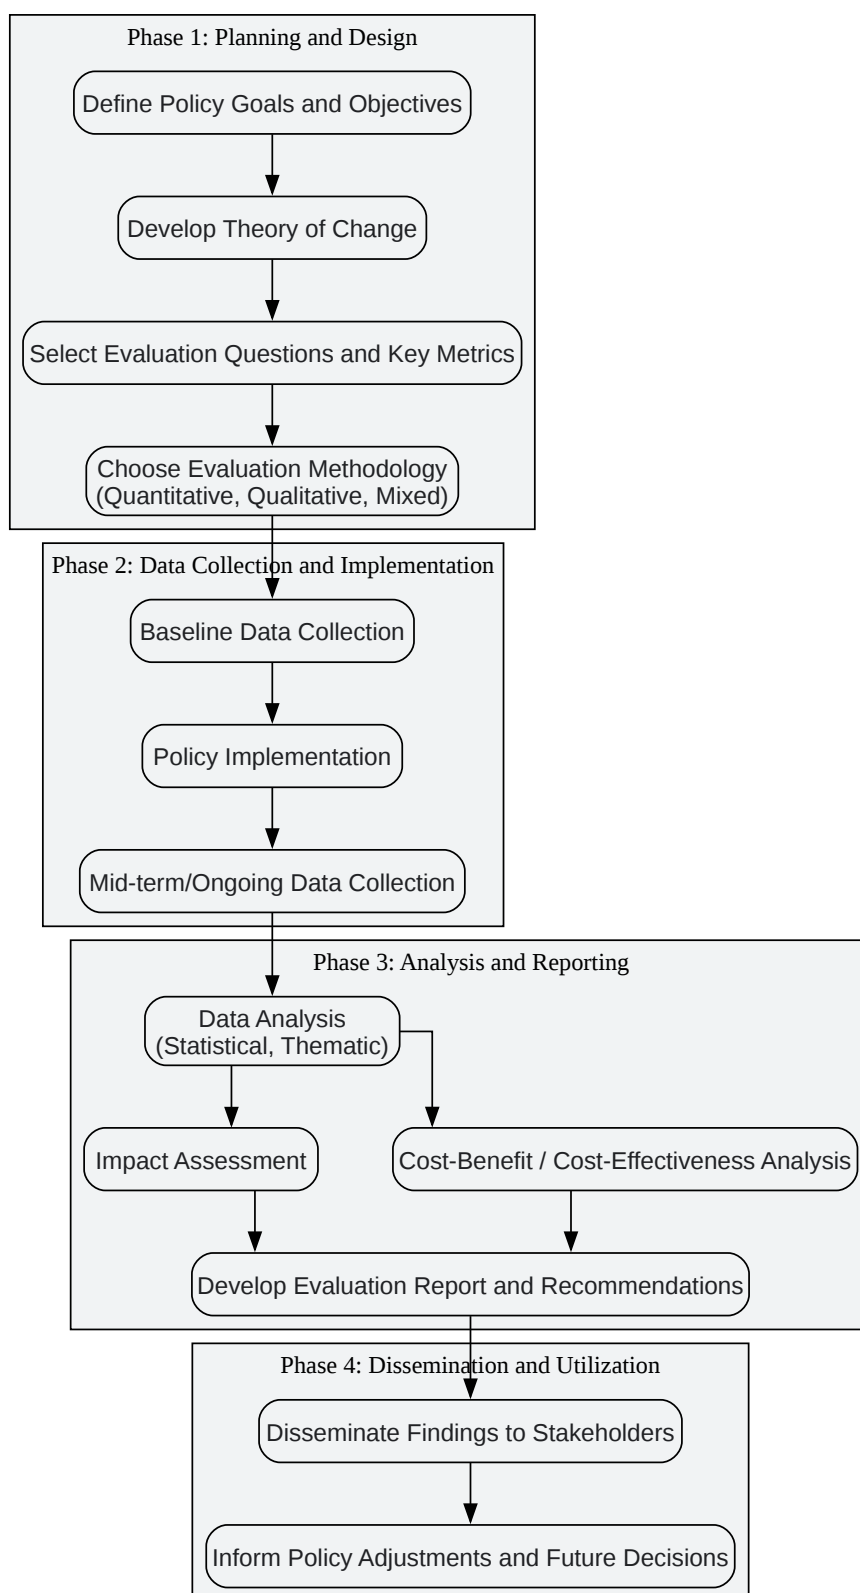 Phase 1: Planning and Design
Define Policy Goals and Objectives
Develop Theory of Change
Select Evaluation Questions and Key Metrics
Choose Evaluation Methodology
(Quantitative, Qualitative, Mixed)
Phase 2: Data Collection and Implementation
Baseline Data Collection
Policy Implementation
Mid-term/Ongoing Data Collection
Phase 3: Analysis and Reporting
Data Analysis
(Statistical, Thematic)
Impact Assessment
Cost-Benefit / Cost-Effectiveness Analysis
Develop Evaluation Report and Recommendations
Phase 4: Dissemination and Utilization
Disseminate Findings to Stakeholders
Inform Policy Adjustments and Future Decisions